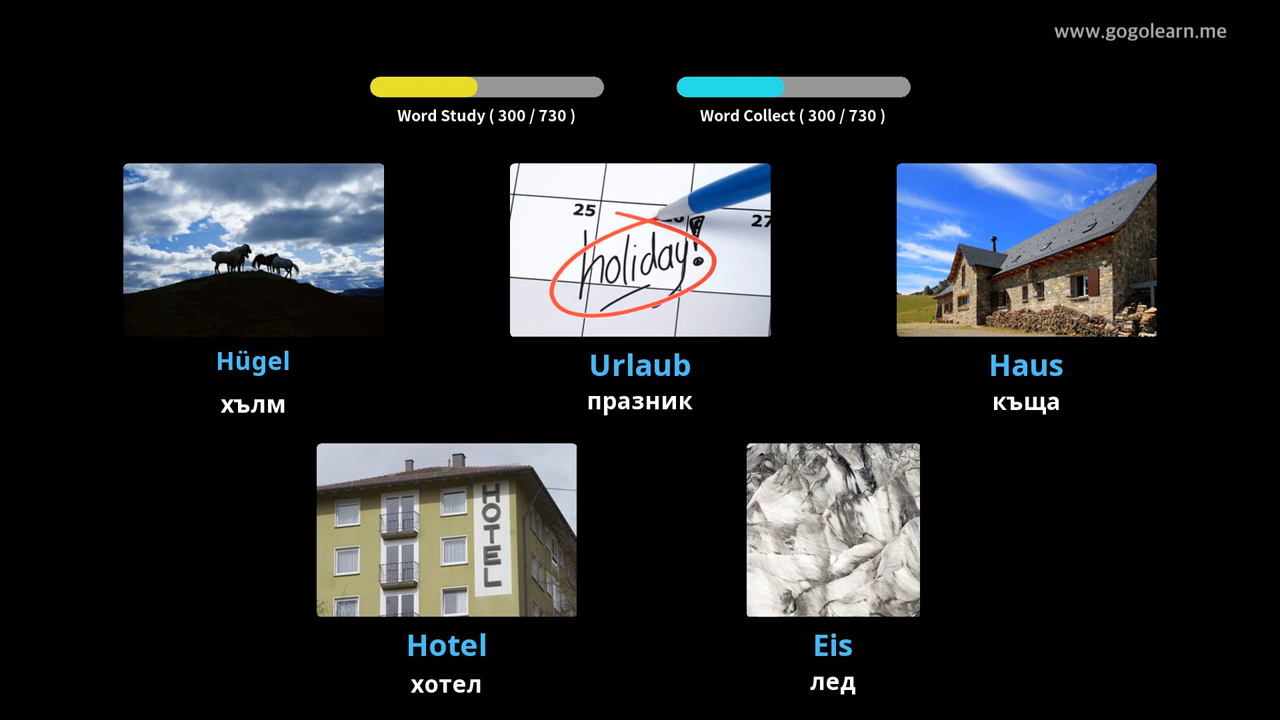 www.gogolearn.me
Word Study ( 300 / 730 )
Word Collect ( 300 / 730 )
25
27
holiday!
Hügel
Urlaub
Haus
хълм
празник
къща
HOTEL
Hotel
Eis
хотел
лед